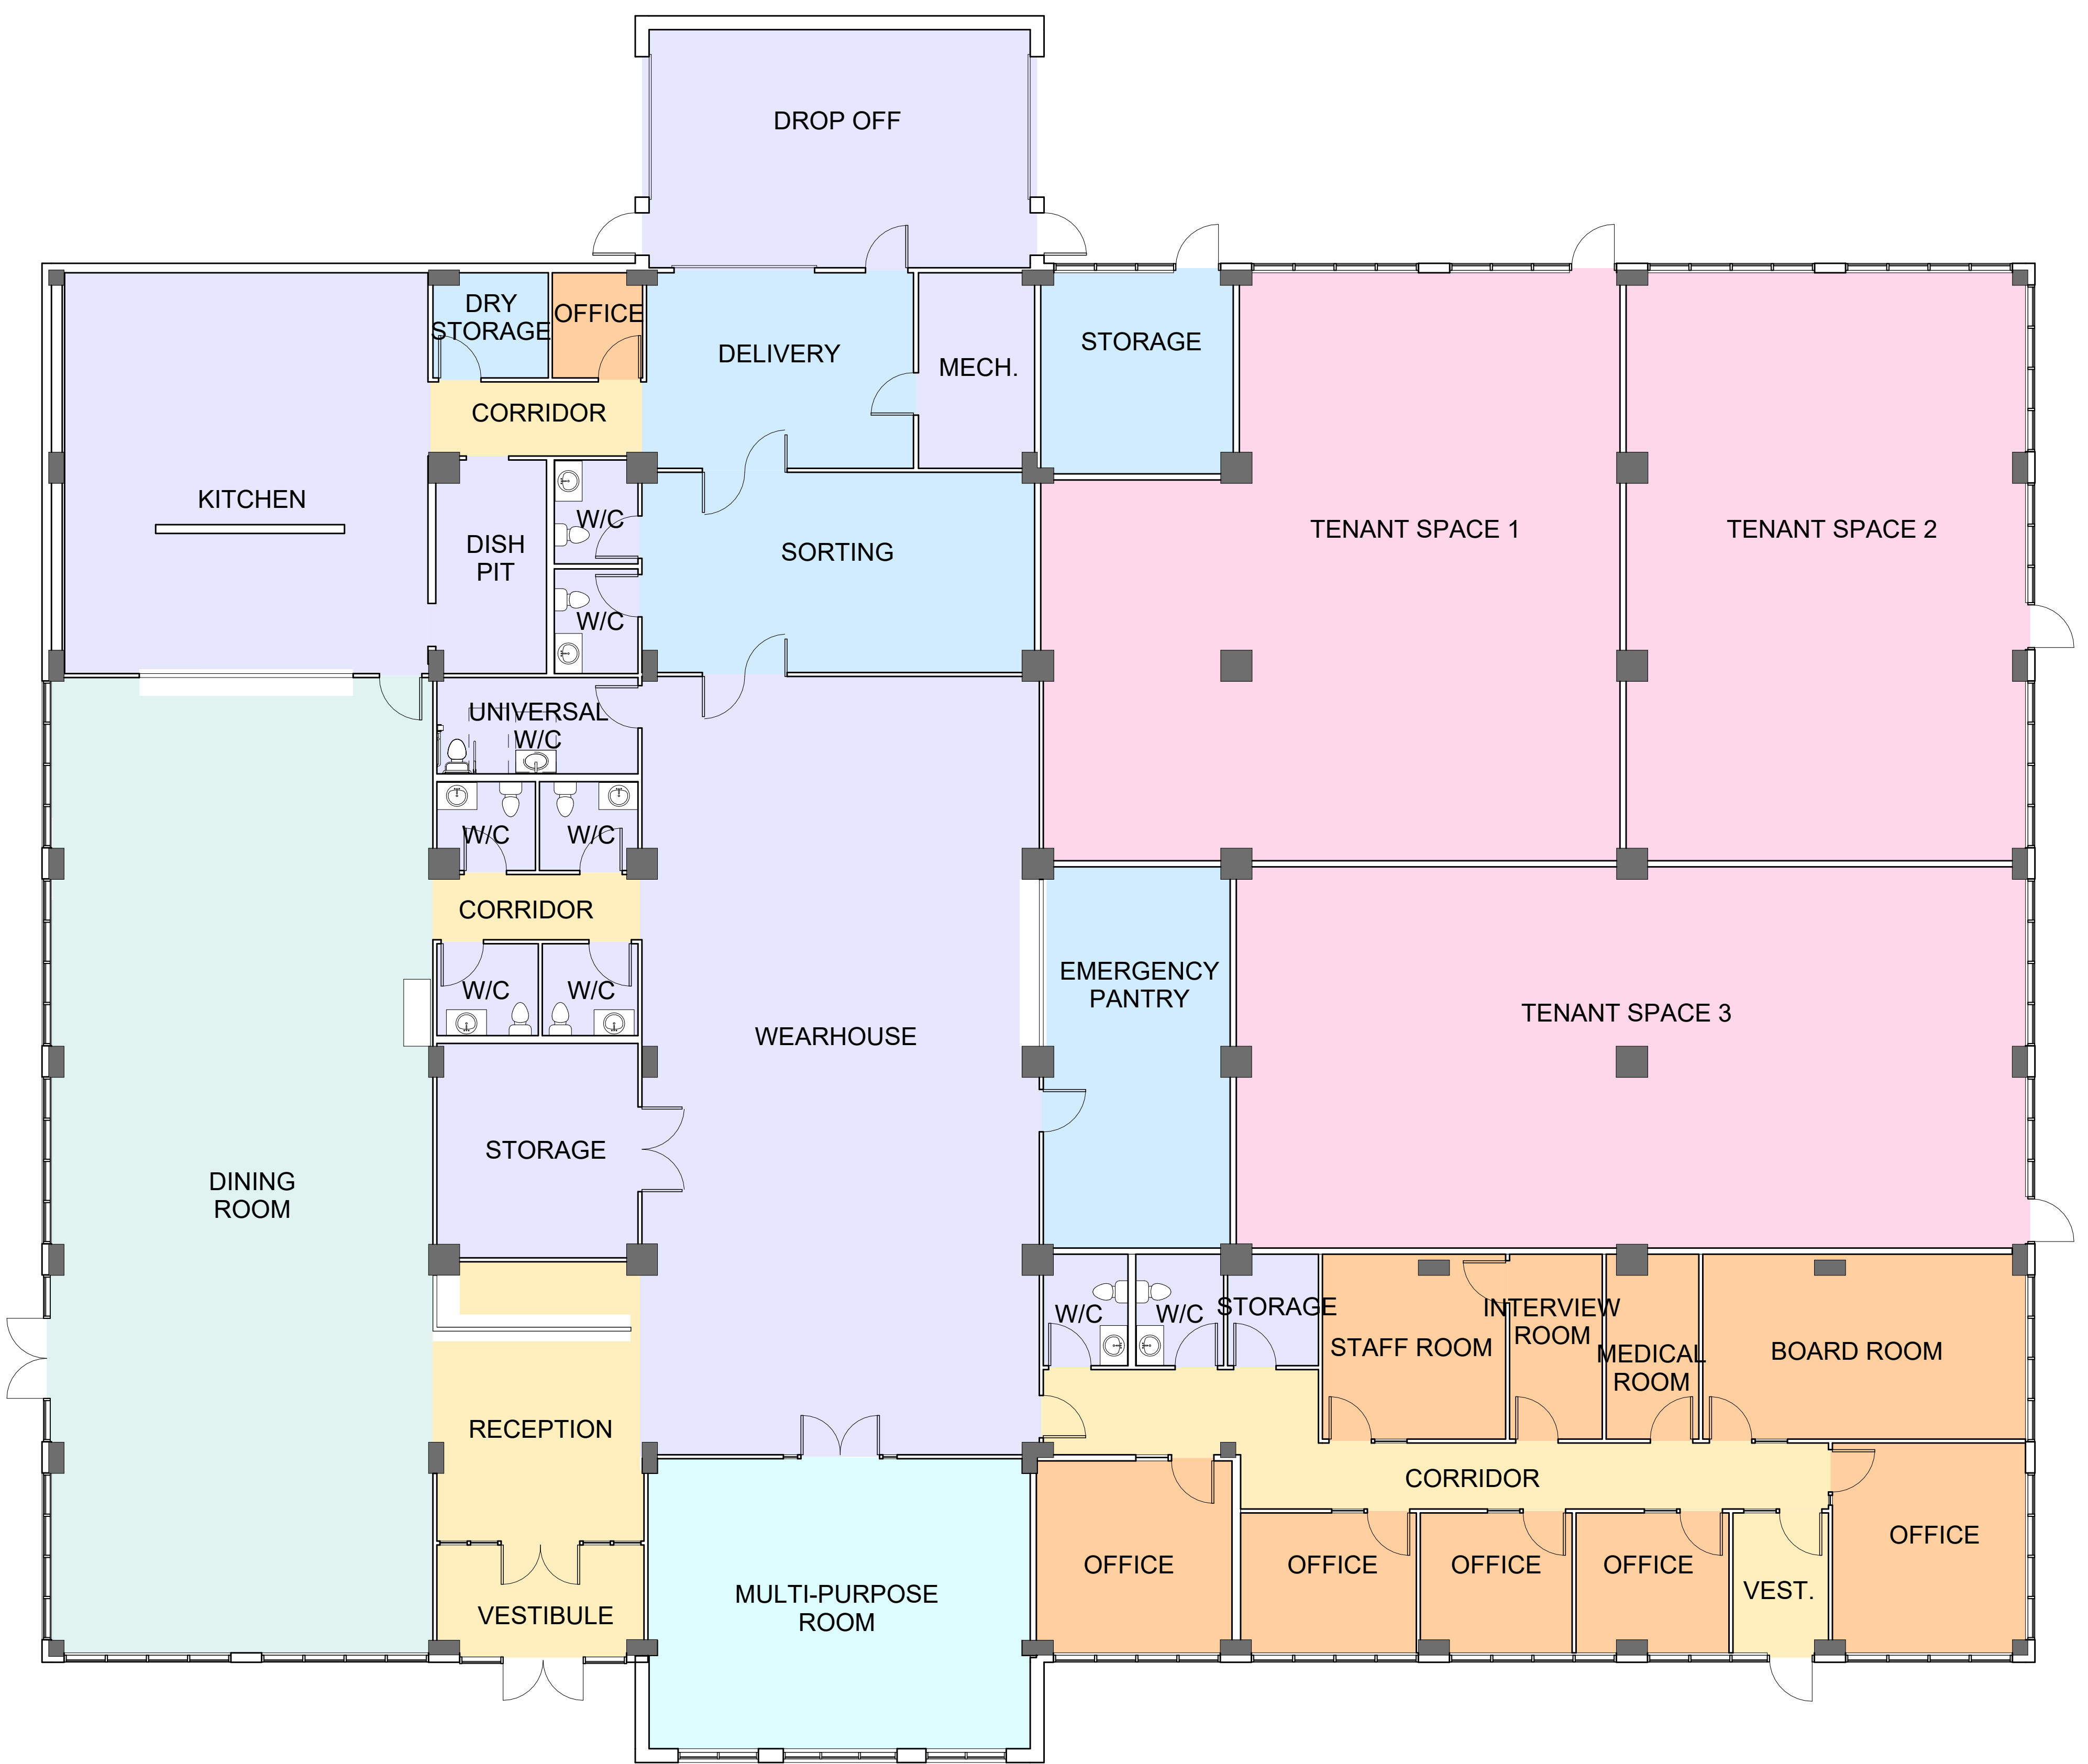 DROP OFF
DRY
STORAGE
OFFICE
DELIVERY
MECH.
STORAGE
CORRIDOR
KITCHEN
DISH
PIT
W/C
W/C
SORTING
TENANT SPACE 1
TENANT SPACE 2
UNIVERSAL
W/C
W/C
W/C
CORRIDOR
W/C
W/C
WEARHOUSE
EMERGENCY
PANTRY
TENANT SPACE 3
STORAGE
DINING
ROOM
W/C
W/C
STORAGE
STAFF ROOM
INTERVIEW
ROOM
MEDICAL
ROOM
BOARD ROOM
RECEPTION
CORRIDOR
OFFICE
OFFICE
OFFICE
OFFICE
VEST.
OFFICE
VESTIBULE
MULTI-PURPOSE
ROOM